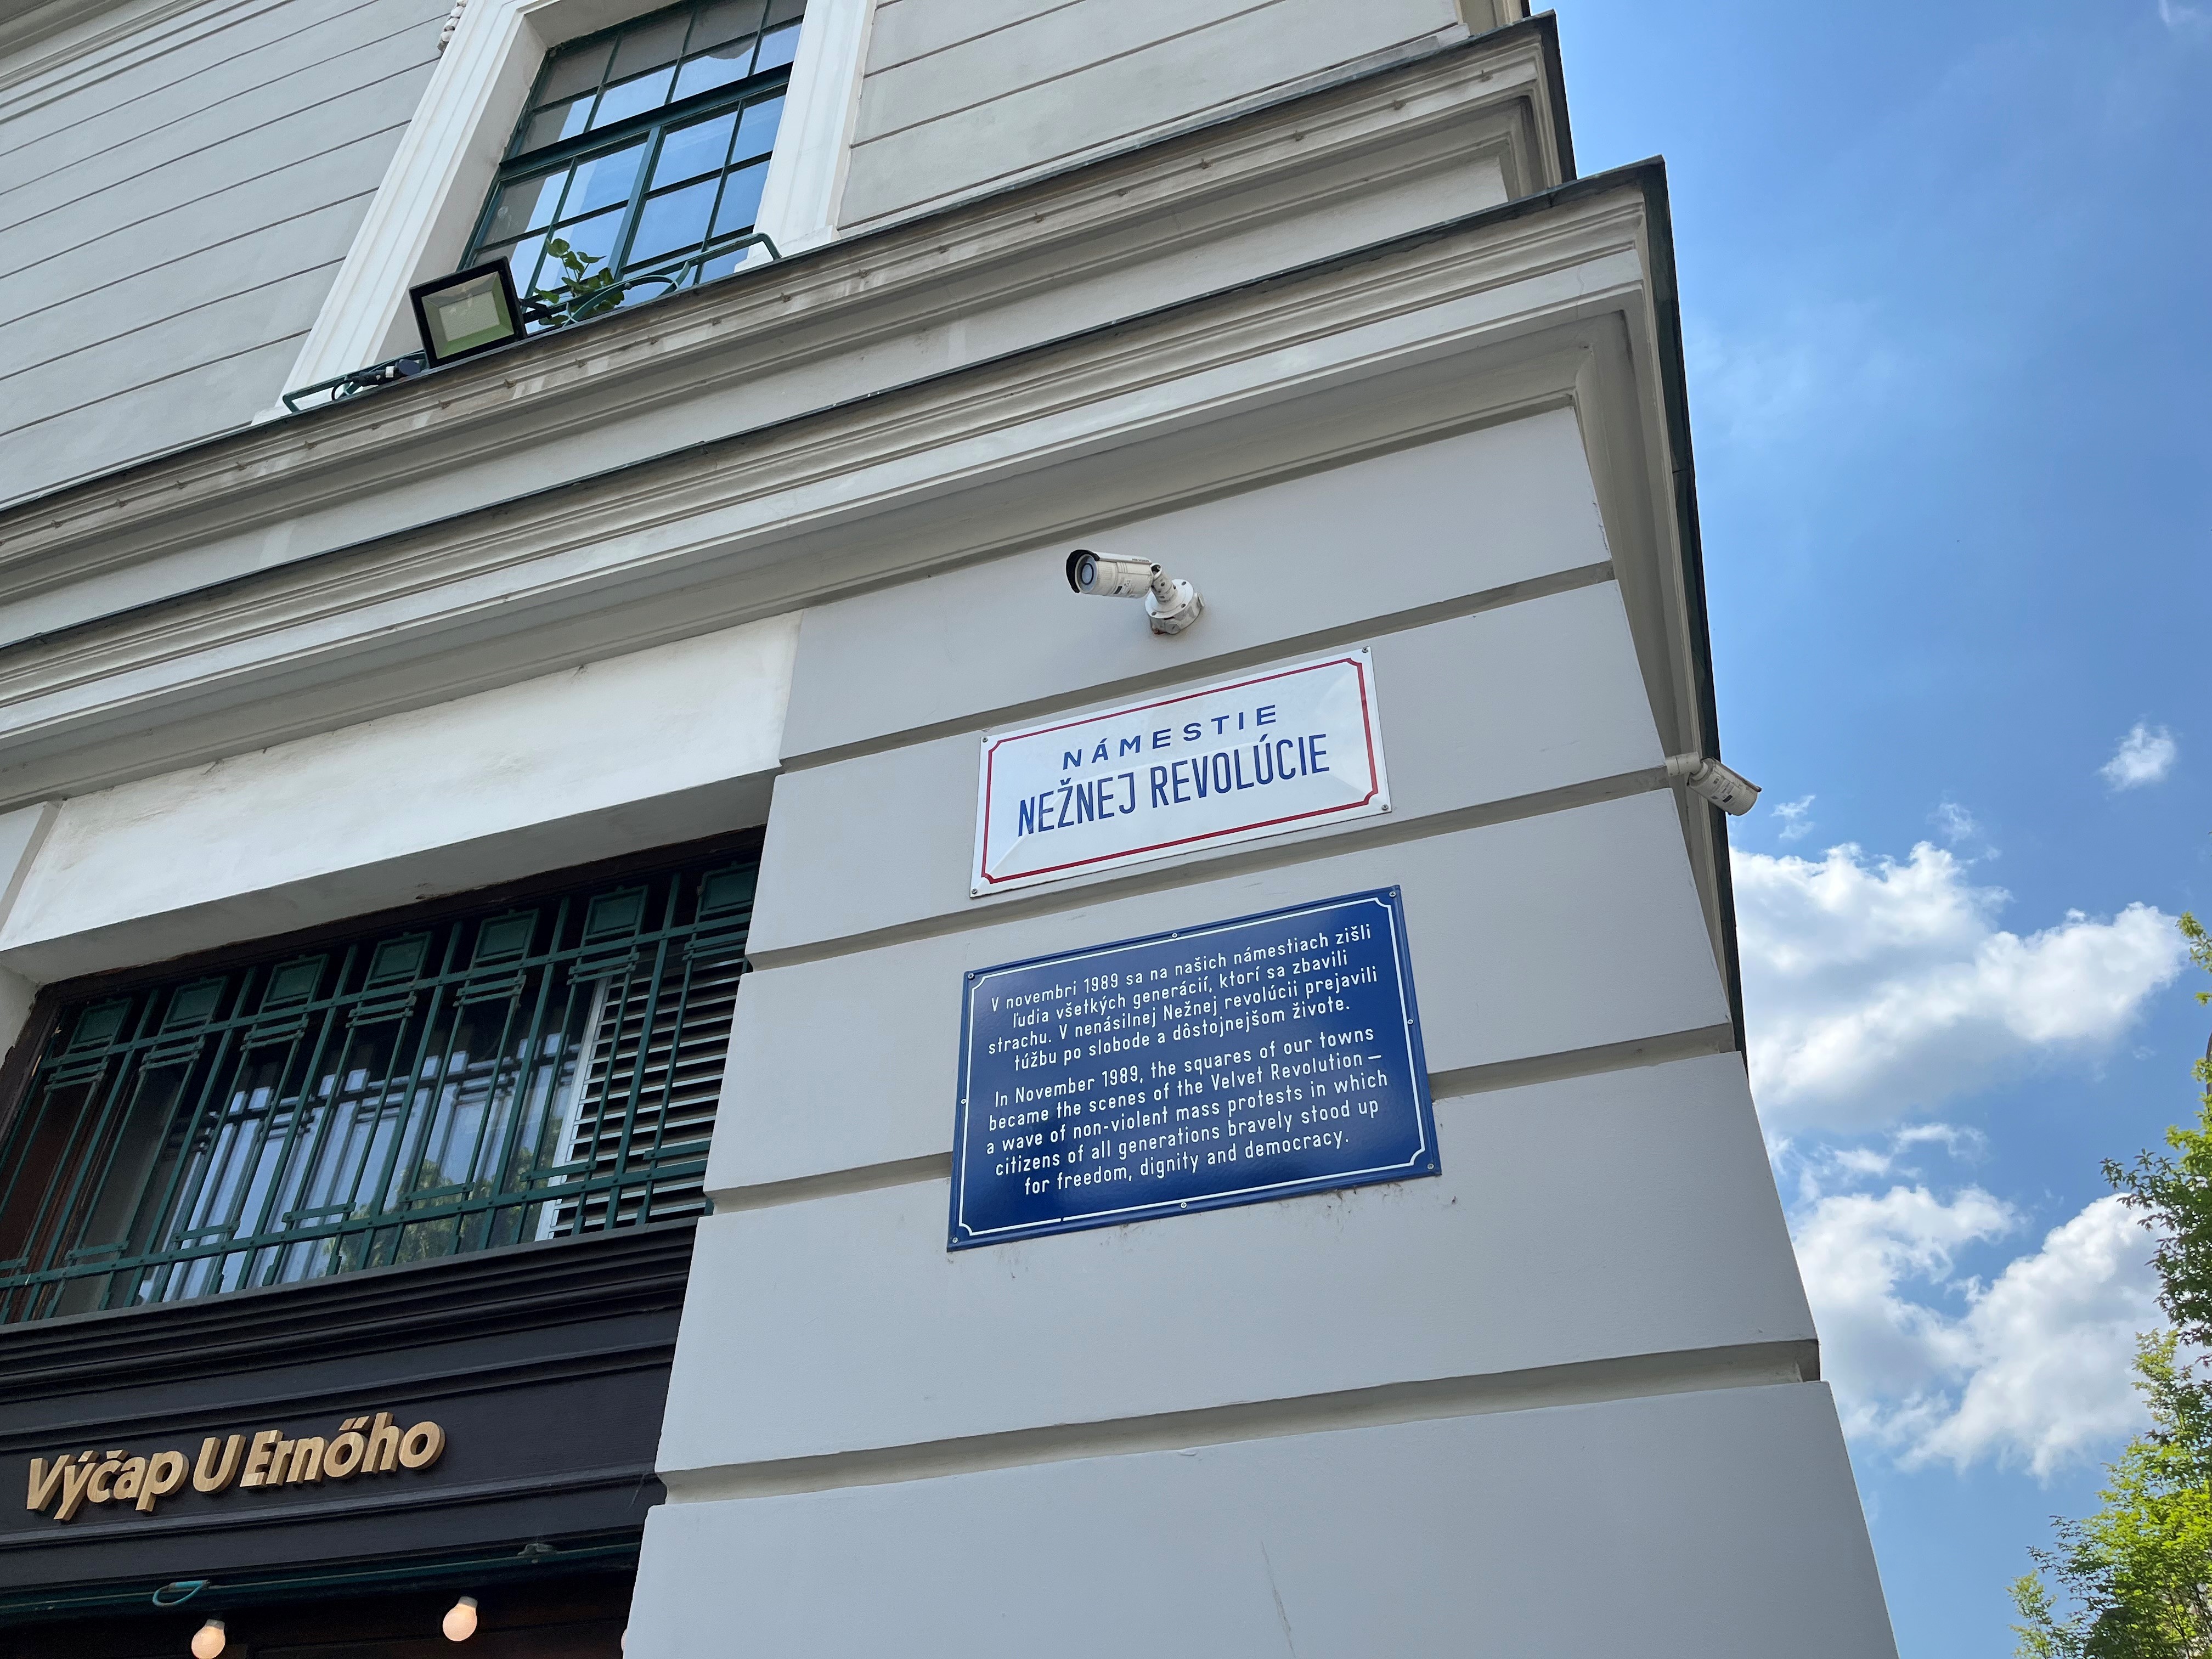 NÁMESTIE
NEŽNEJ REVOLÚCIE
V novembri 1989 sa na našich námestiach zišli
ľudia všetkých generácií, ktorí sa zbavili
strachu. V nenásilnej Nežnej revolúcii prejavili
túžbu po slobode a dôstojnejšom živote.
In November 1989, the squares of our towns
became the scenes of the Velvet Revolution —
a wave of non-violent mass protests in which
citizens of all generations bravely stood up
for freedom, dignity and democracy.
Výčap U Ernőho